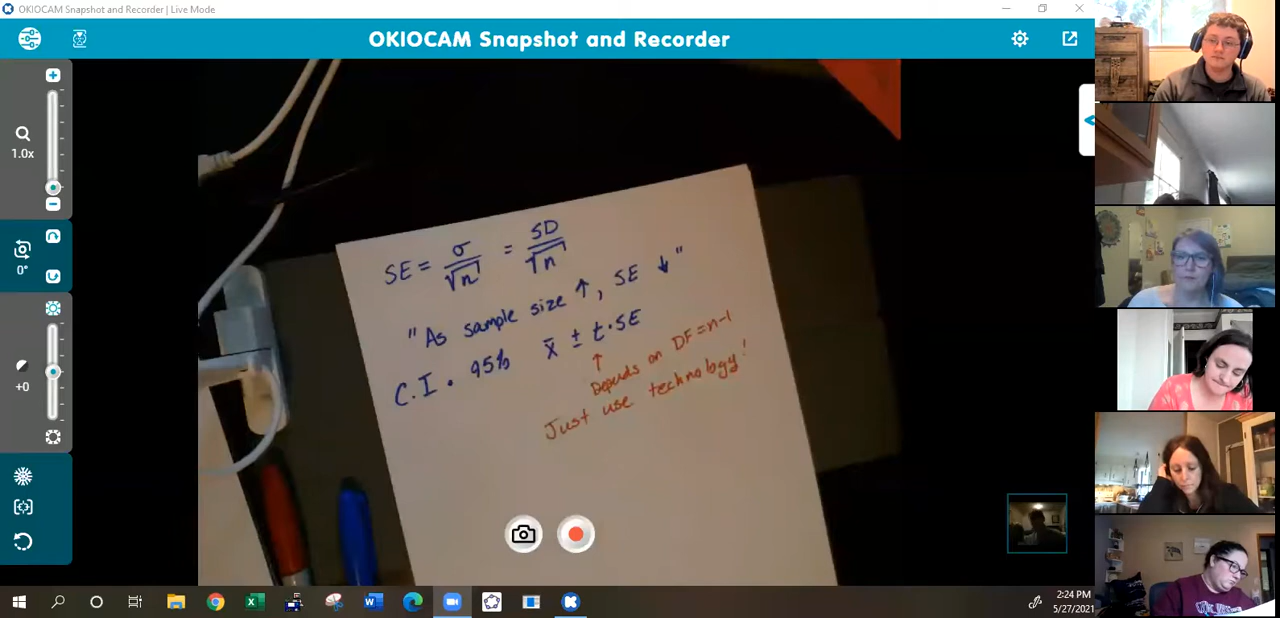 OKIOCAM Snapshot and Recorder | Live Mode
OKIOCAM Snapshot and Recorder
1.0x
0°
+0
SE = σ/√n = SD/√n
"As sample size ↑, SE ↓"
C.I. 95% x̄ ± t·SE
↑
Depends on DF = n-1
Just use technology!
2:24 PM
5/27/2021